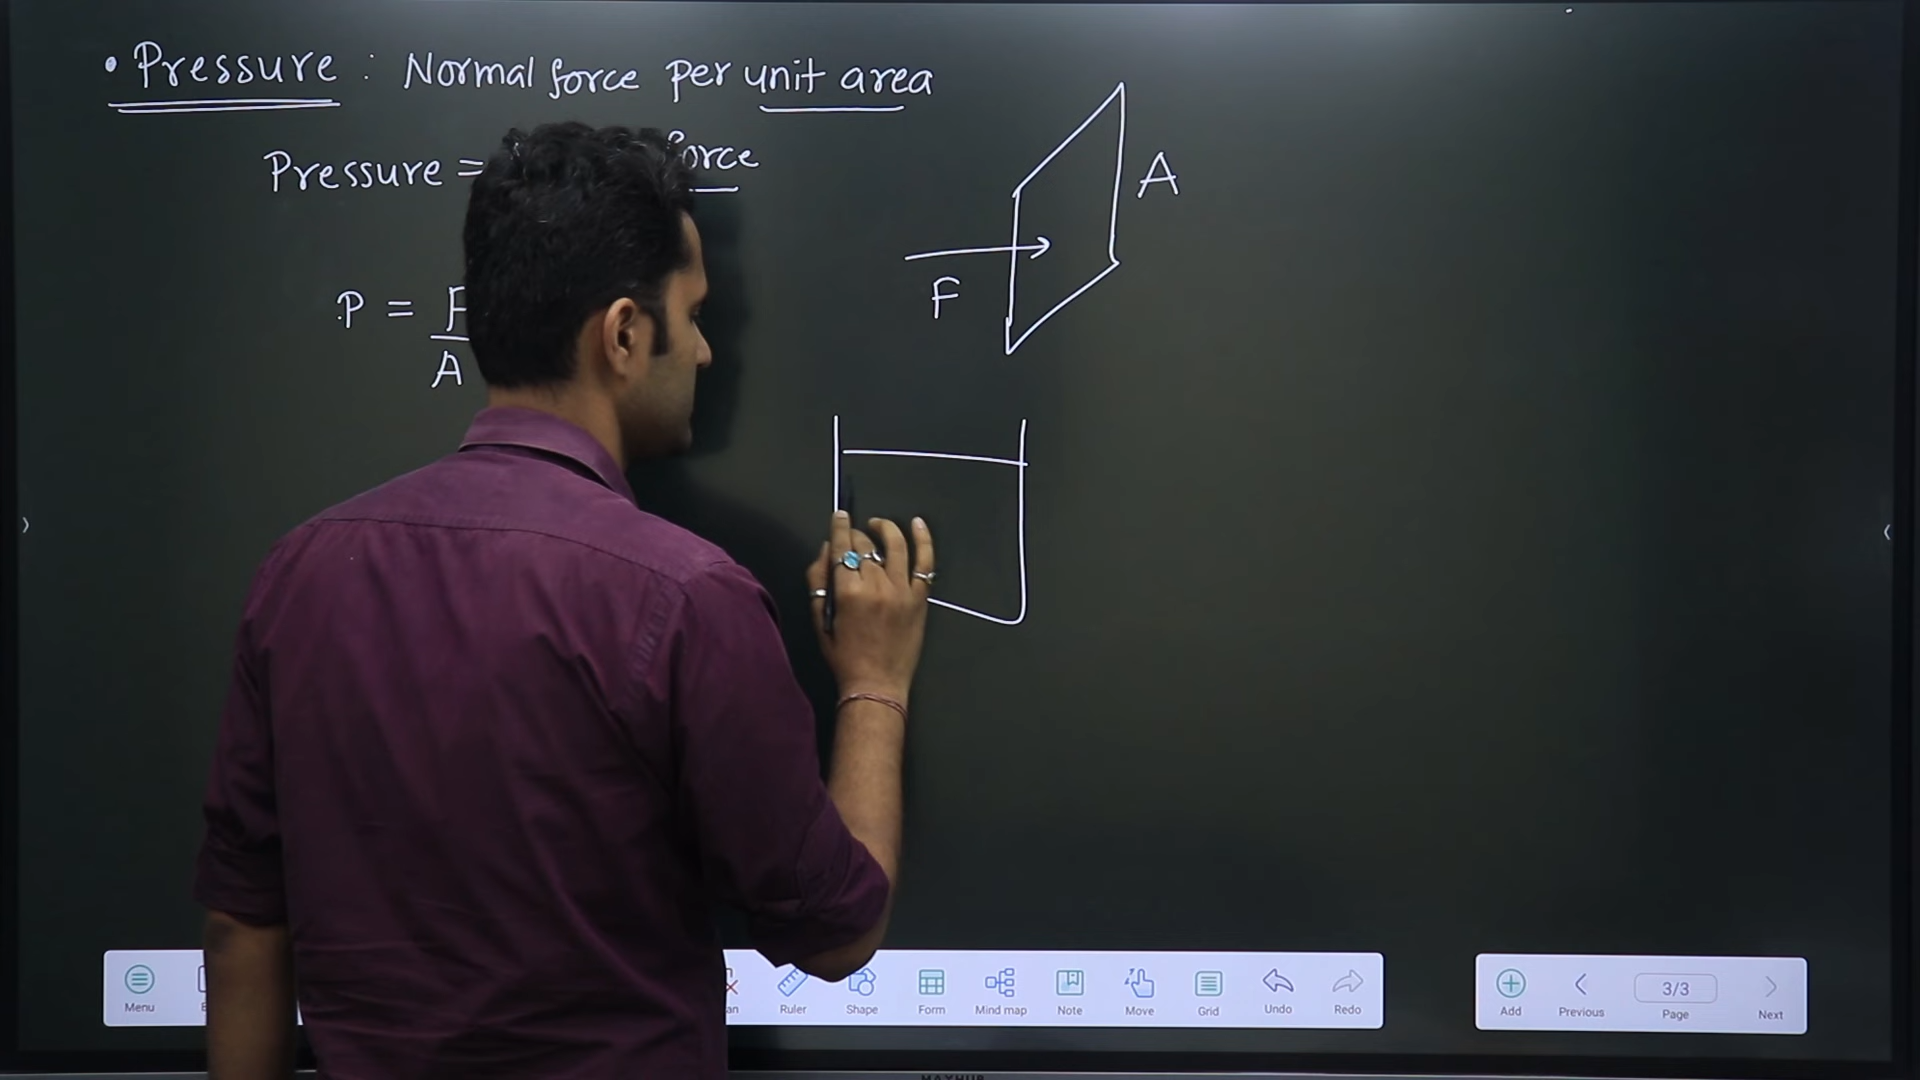 • Pressure : Normal force per unit area
Pressure = force
P = F
A
A
F
Menu
Ruler
Shape
Form
Mind map
Note
Move
Grid
Undo
Redo
Add
Previous
3/3
Page
Next